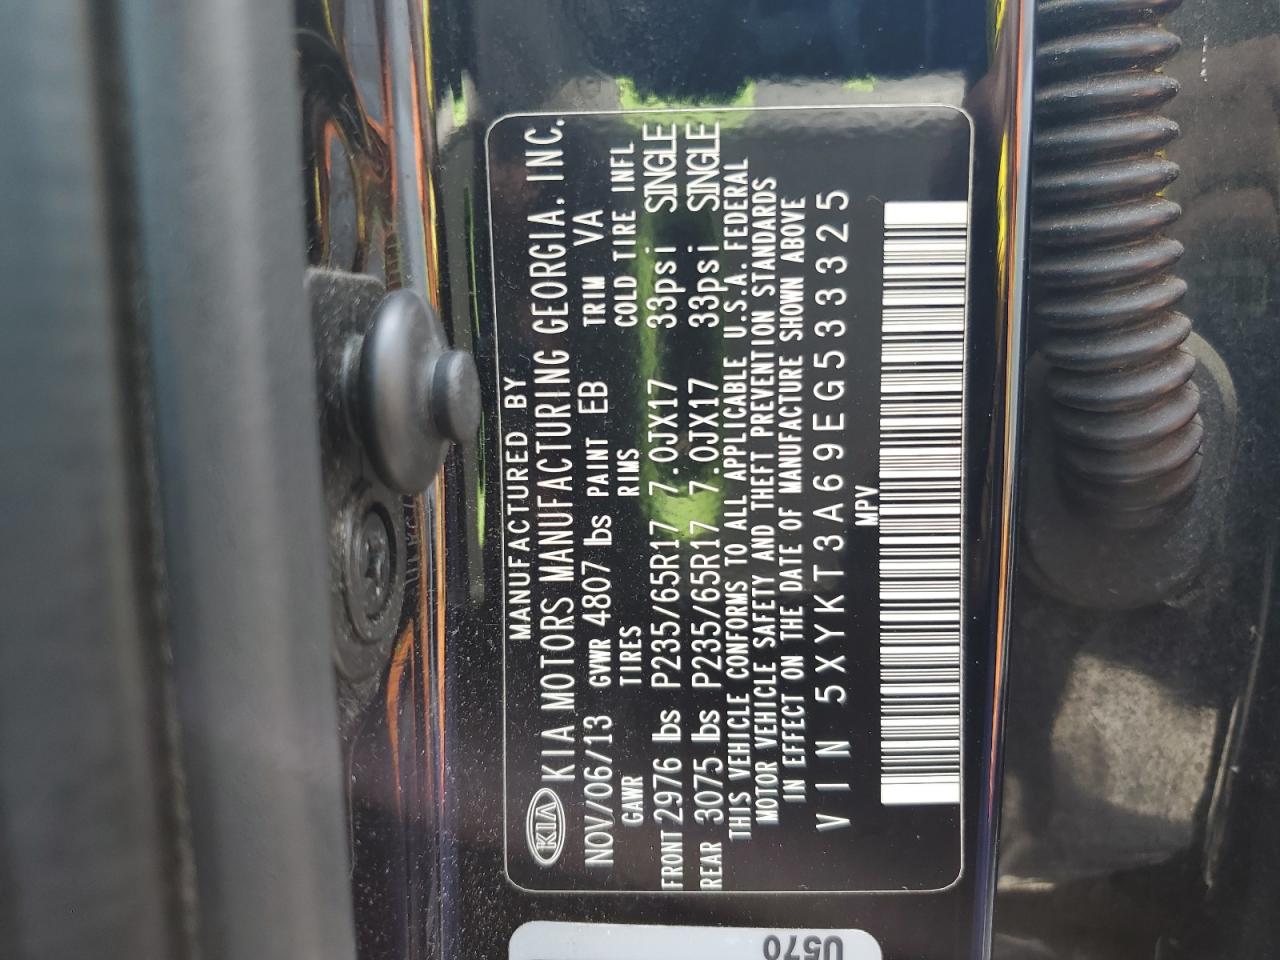 MANUFACTURED BY
KIA KIA MOTORS MANUFACTURING GEORGIA, INC.
NOV/06/13 GVWR 4807 lbs PAINT EB TRIM VA
GAWR TIRES RIMS COLD TIRE INFL
FRONT 2976 lbs P235/65R17 7.0JX17 33psi SINGLE
REAR 3075 lbs P235/65R17 7.0JX17 33psi SINGLE
THIS VEHICLE CONFORMS TO ALL APPLICABLE U.S.A. FEDERAL
MOTOR VEHICLE SAFETY AND THEFT PREVENTION STANDARDS
IN EFFECT ON THE DATE OF MANUFACTURE SHOWN ABOVE
VIN 5XYKT3A69EG533325
MPV
U570